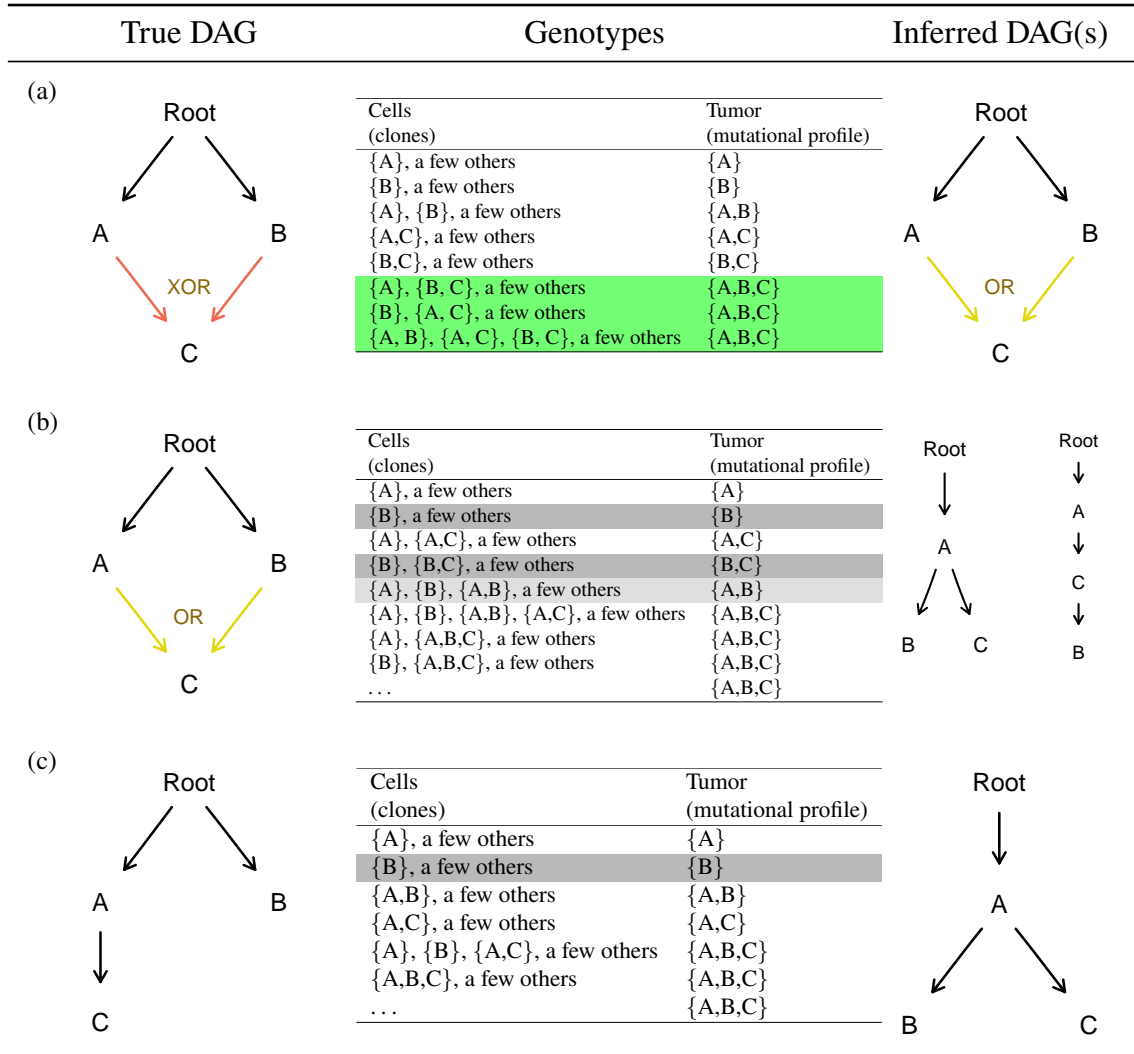 True DAG Genotypes Inferred DAG(s)
(a)
Root
A B
XOR
C
Cells Tumor
(clones) (mutational profile)
{A}, a few others {A}
{B}, a few others {B}
{A}, {B}, a few others {A,B}
{A,C}, a few others {A,C}
{B,C}, a few others {B,C}
{A}, {B, C}, a few others {A,B,C}
{B}, {A, C}, a few others {A,B,C}
{A, B}, {A, C}, {B, C}, a few others {A,B,C}
Root
A B
OR
C
(b)
Root
A B
OR
C
Cells Tumor
(clones) (mutational profile)
{A}, a few others {A}
{B}, a few others {B}
{A}, {A,C}, a few others {A,C}
{B}, {B,C}, a few others {B,C}
{A}, {B}, {A,B}, a few others {A,B}
{A}, {B}, {A,B}, {A,C}, a few others {A,B,C}
{A}, {A,B,C}, a few others {A,B,C}
{B}, {A,B,C}, a few others {A,B,C}
. . . {A,B,C}
Root
A
B C
Root
A
C
B
(c)
Root
A B
C
Cells Tumor
(clones) (mutational profile)
{A}, a few others {A}
{B}, a few others {B}
{A,B}, a few others {A,B}
{A,C}, a few others {A,C}
{A}, {B}, {A,C}, a few others {A,B,C}
{A,B,C}, a few others {A,B,C}
. . . {A,B,C}
Root
A
B C